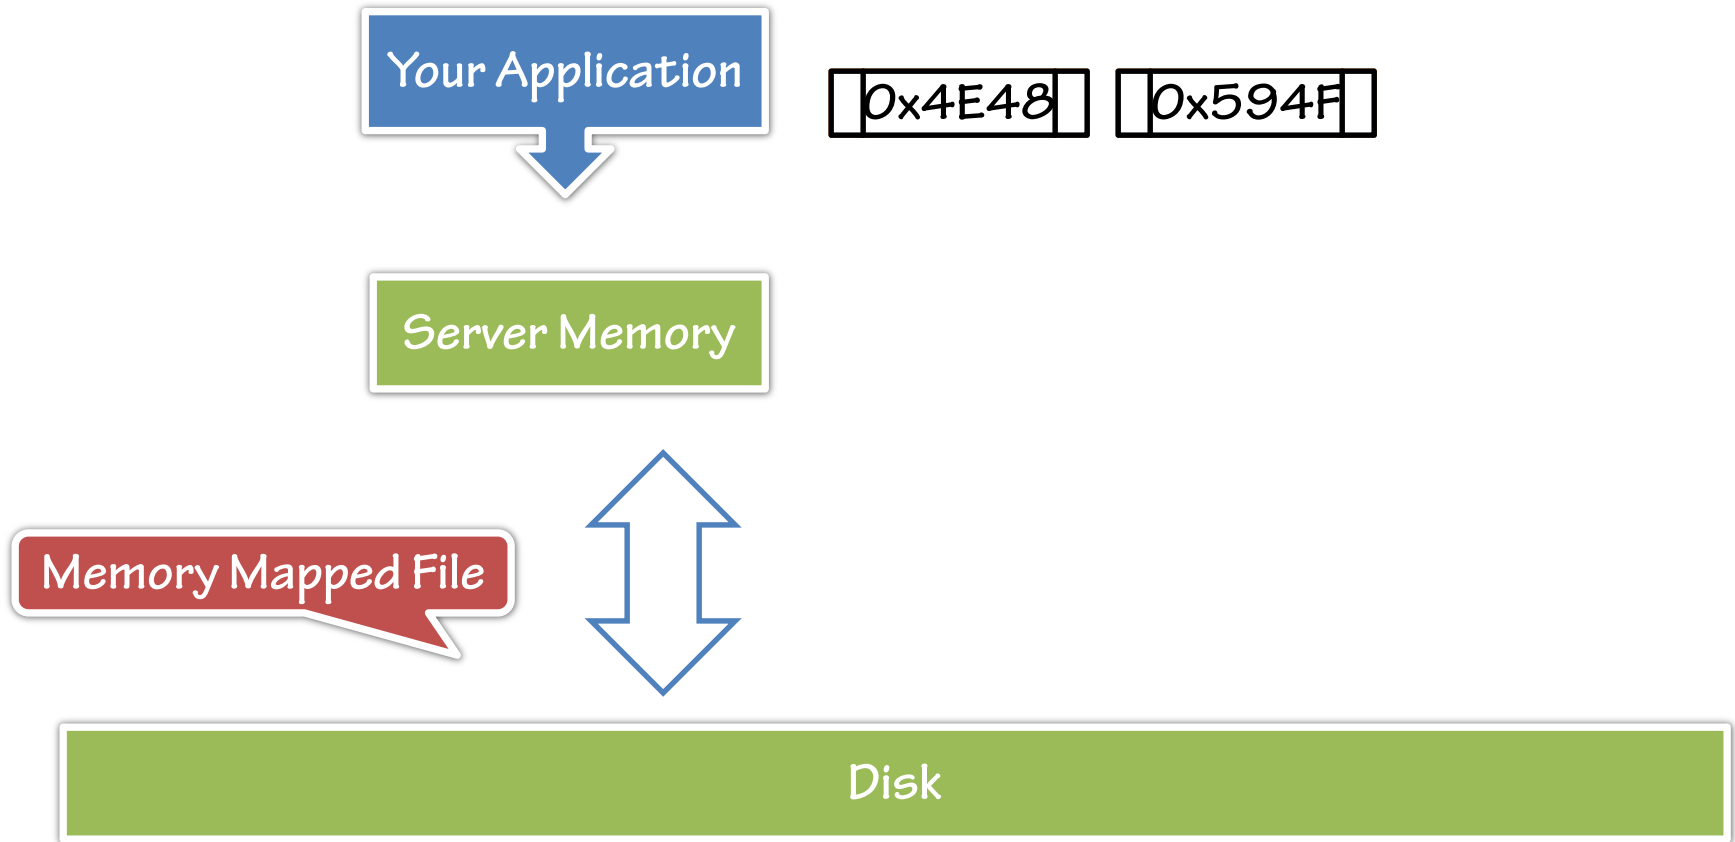 Your Application
0x4E48
0x594F
Server Memory
Memory Mapped File
Disk